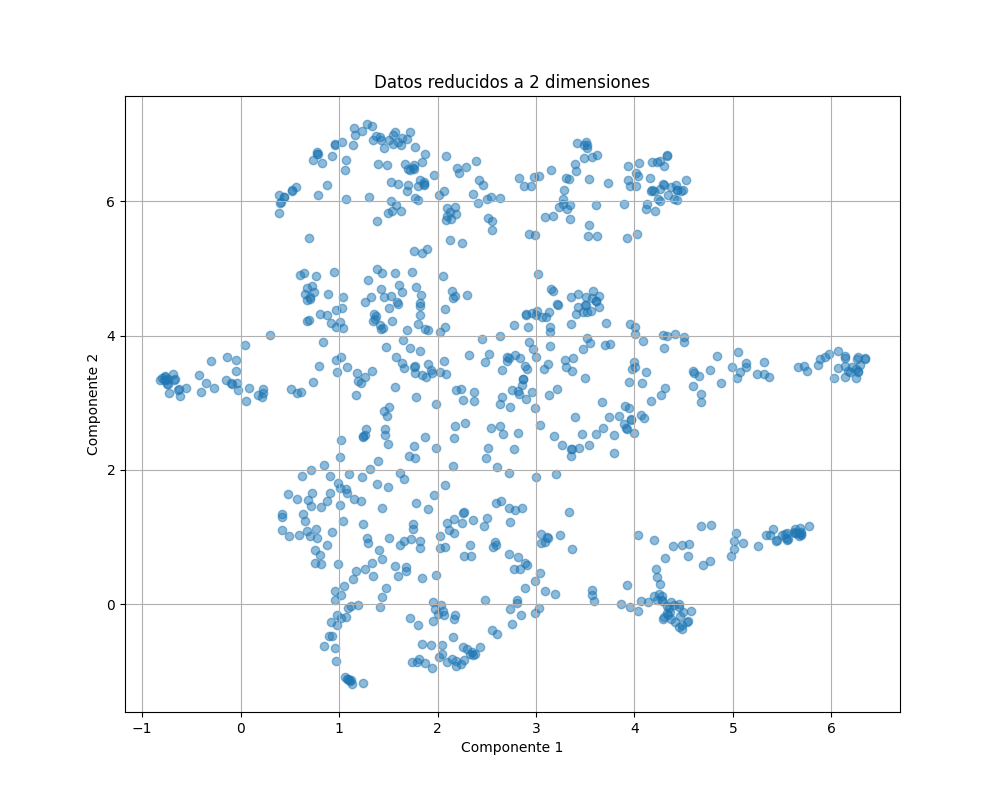 Datos reducidos a 2 dimensiones
Componente 2
6
4
2
0
−1 0 1 2 3 4 5 6
Componente 1